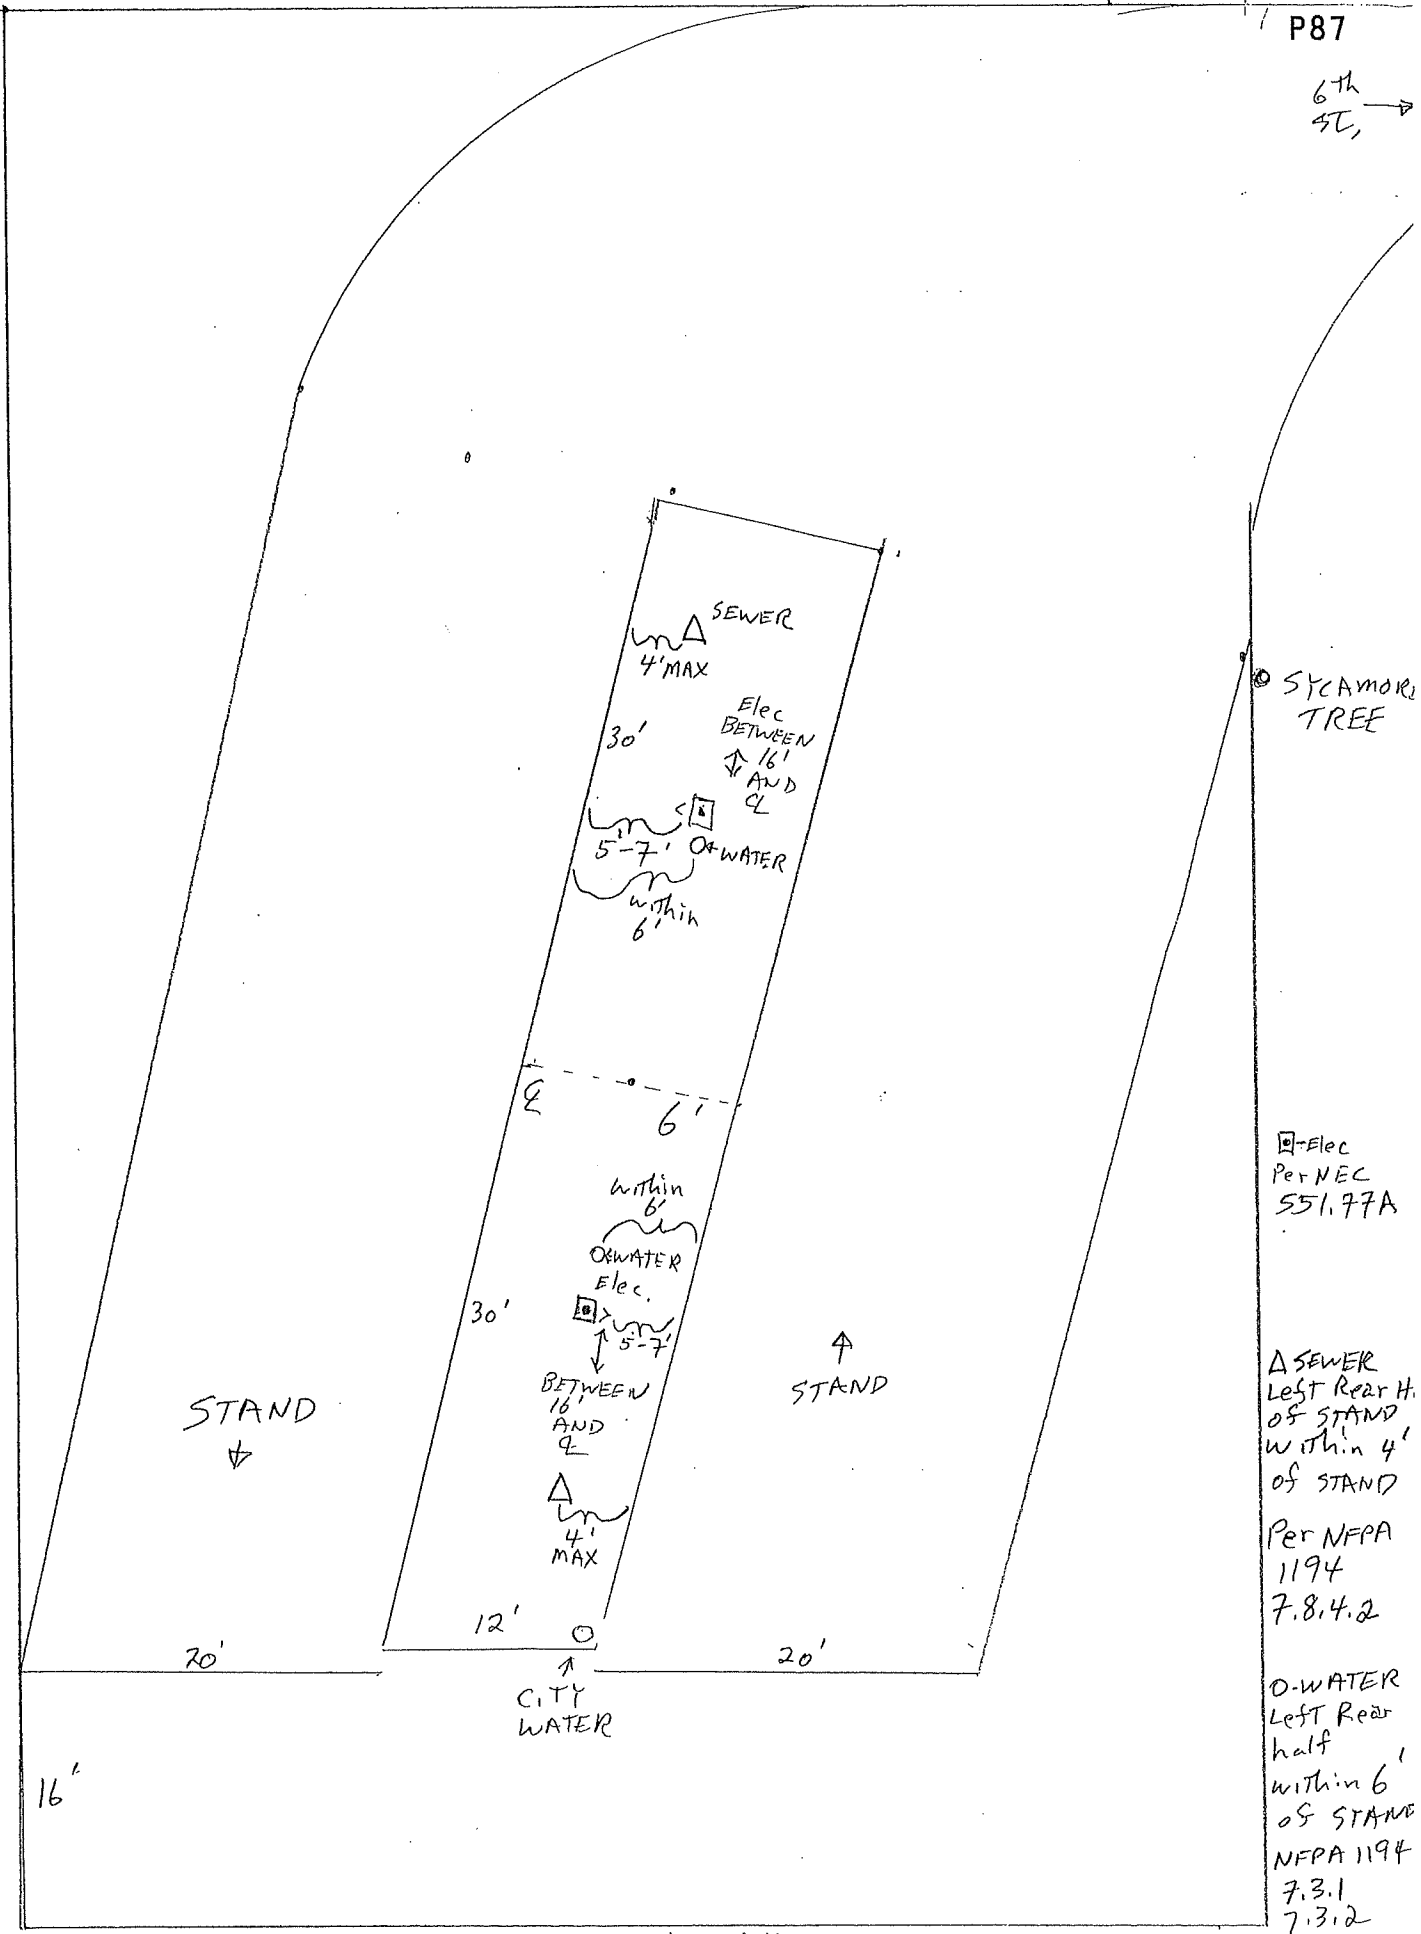 P87
6th
ST,
SEWER
4' MAX
Elec
BETWEEN
16'
AND
℄
30'
5'-7'
WATER
within
6'
SYCAMORE
TREE
℄
6'
within
6'
WATER
Elec.
30'
5-7'
BETWEEN
16'
AND
℄
STAND
STAND
4'
MAX
12'
20'
20'
CITY
WATER
16'
-Elec
Per NEC
551.77A
Δ SEWER
Left Rear H
of STAND
within 4'
of STAND
Per NFPA
1194
7.8.4.2
O-WATER
Left Rear
half
within 6'
of STAND
NFPA 1194
7.3.1
7.3.2